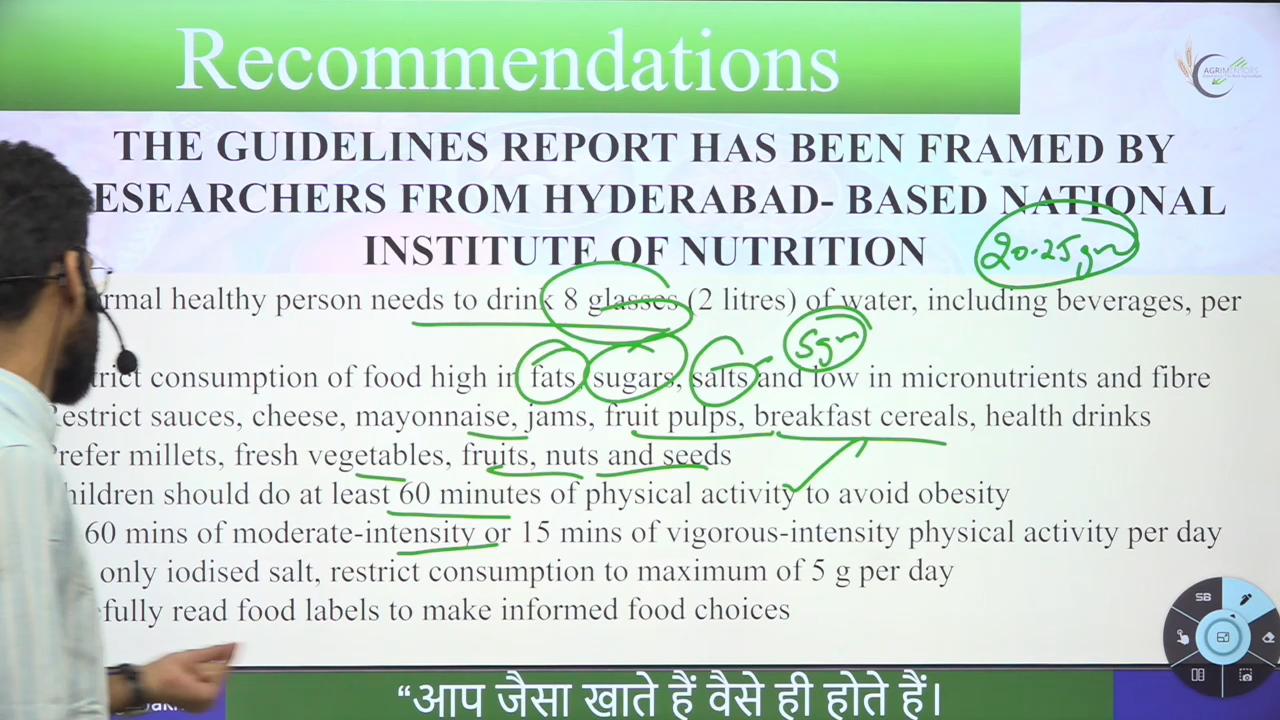 Recommendations
AGRIMENTORS
THE GUIDELINES REPORT HAS BEEN FRAMED BY
ESEARCHERS FROM HYDERABAD- BASED NATIONAL
INSTITUTE OF NUTRITION
20-25 gm
rmal healthy person needs to drink 8 glasses (2 litres) of water, including beverages, per
5gm
trict consumption of food high in fats, sugars, salts and low in micronutrients and fibre
Restrict sauces, cheese, mayonnaise, jams, fruit pulps, breakfast cereals, health drinks
Prefer millets, fresh vegetables, fruits, nuts and seeds
hildren should do at least 60 minutes of physical activity to avoid obesity
60 mins of moderate-intensity or 15 mins of vigorous-intensity physical activity per day
only iodised salt, restrict consumption to maximum of 5 g per day
efully read food labels to make informed food choices
SB
“आप जैसा खाते हैं वैसे ही होते हैं।